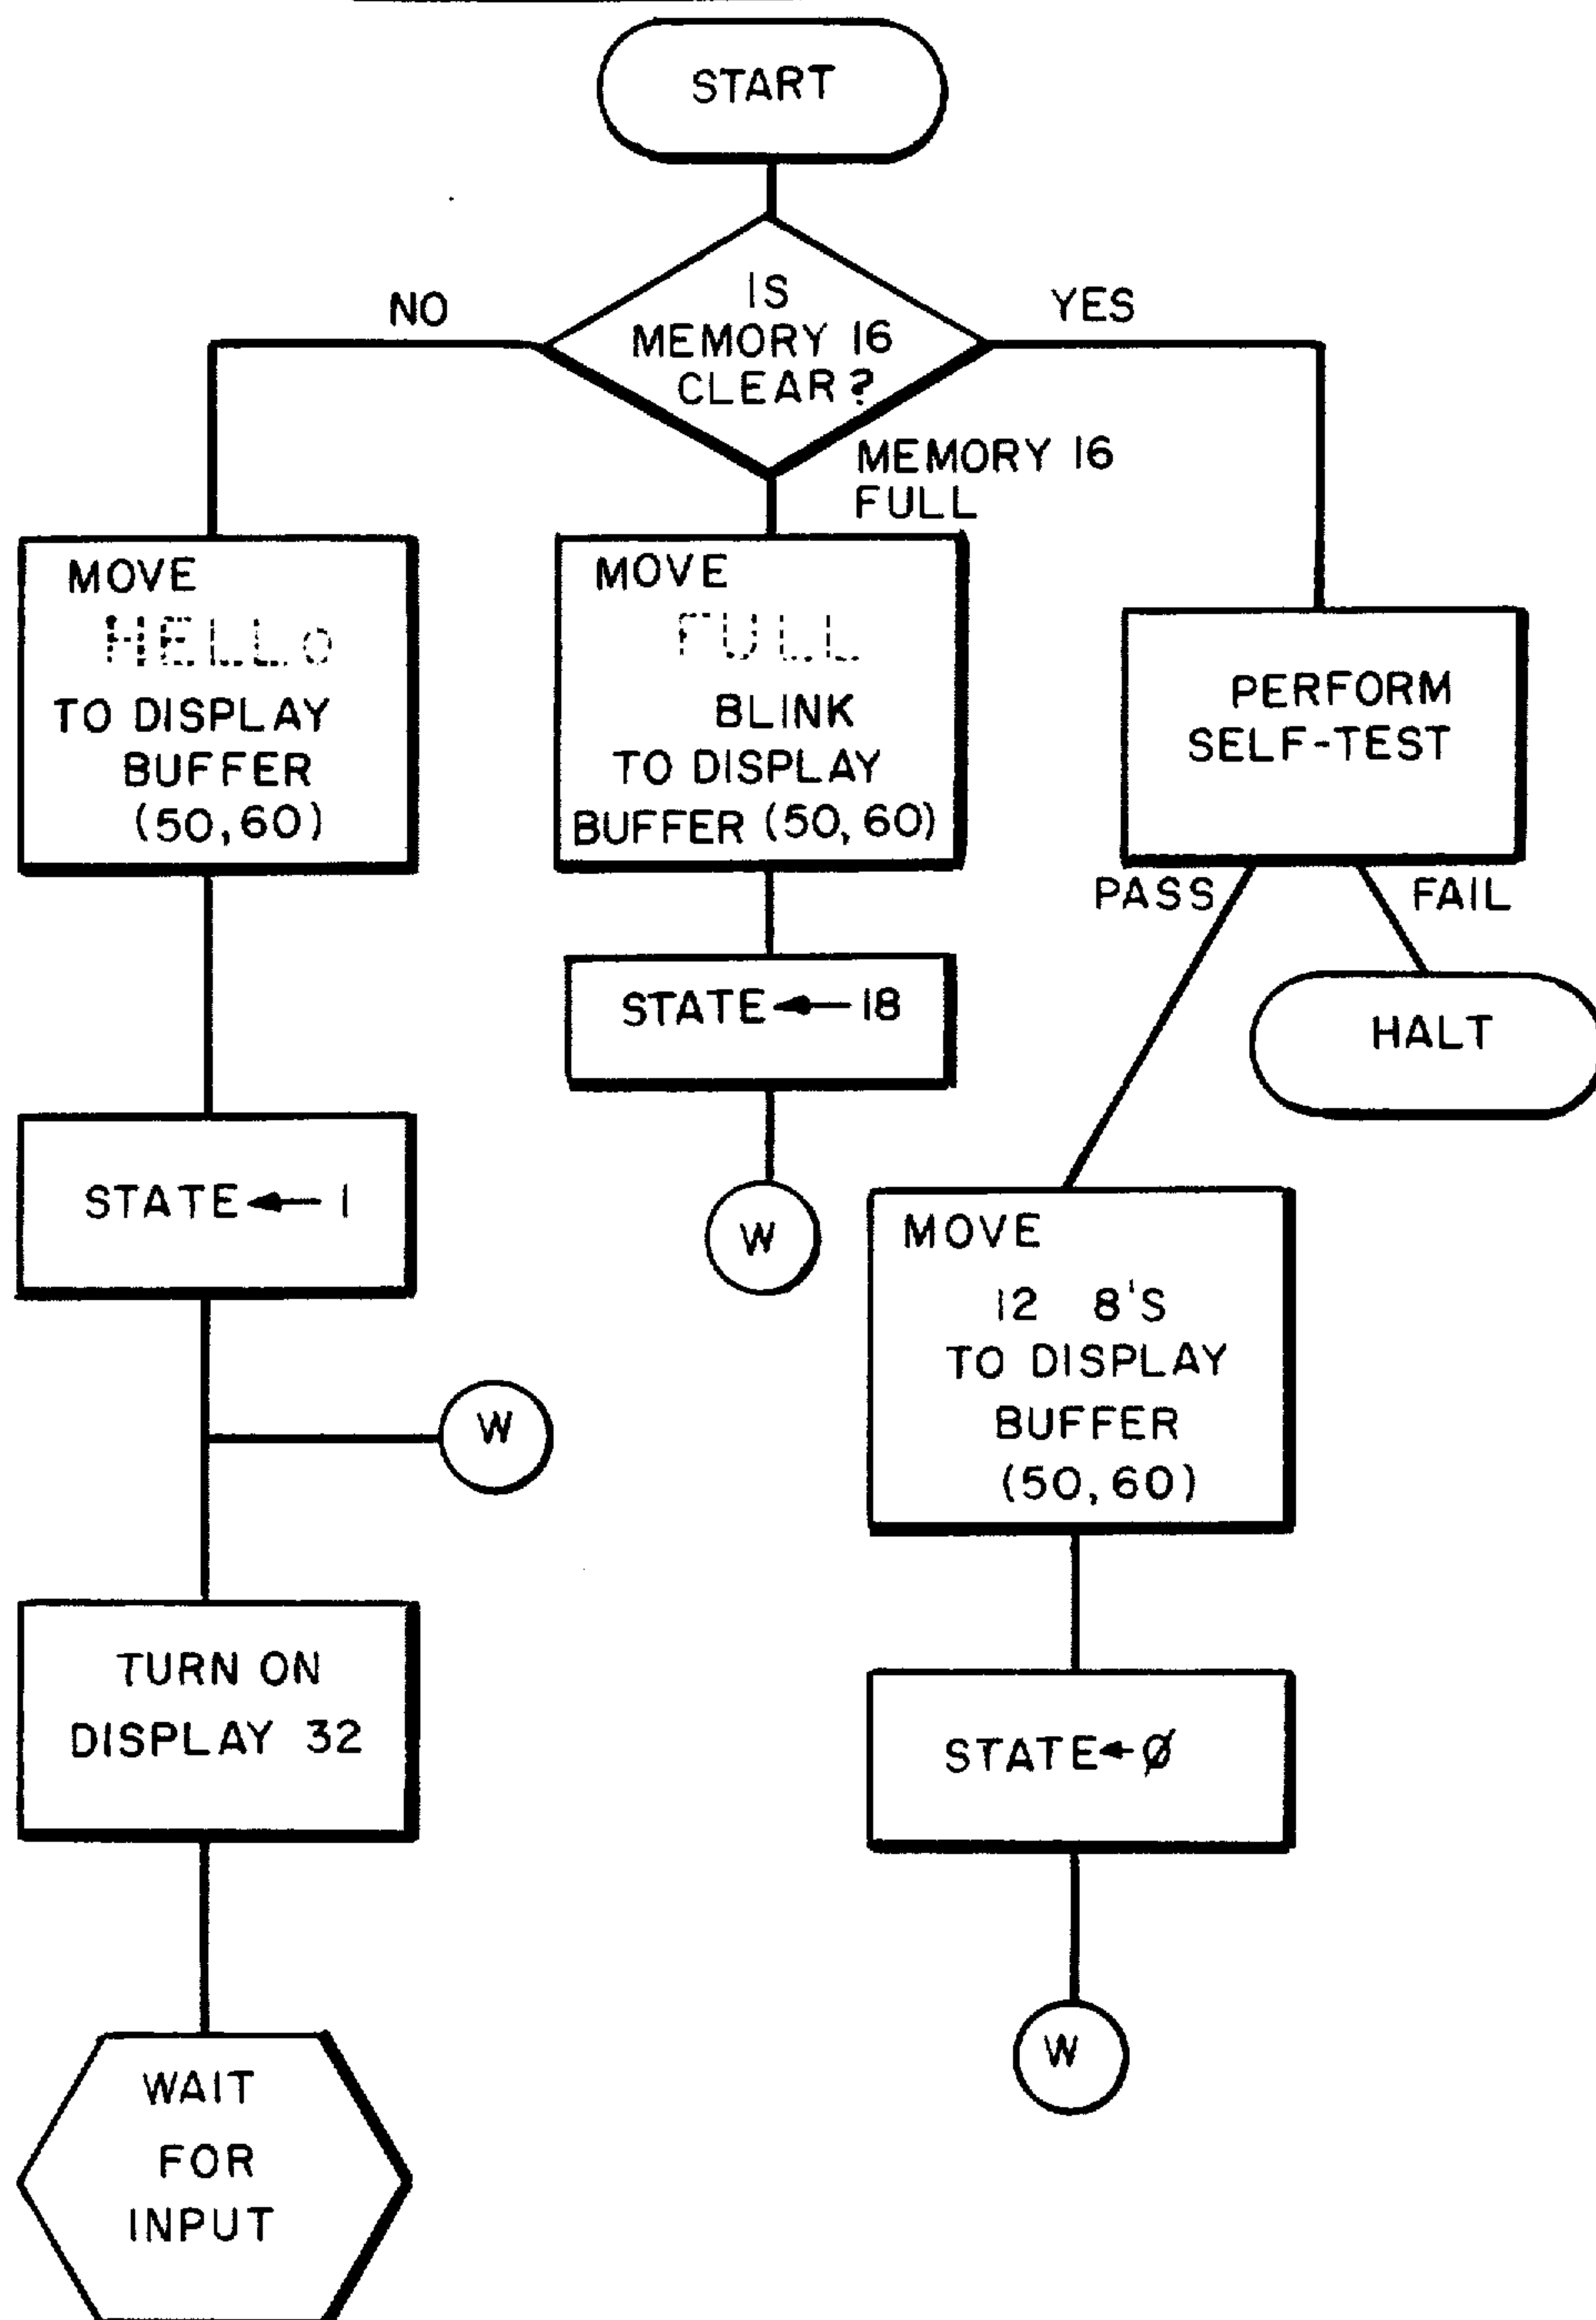 START
IS
MEMORY 16
CLEAR?
NO
YES
MEMORY 16
FULL
MOVE
HELLo
TO DISPLAY
BUFFER
(50,60)
MOVE
FULL
BLINK
TO DISPLAY
BUFFER (50,60)
PERFORM
SELF-TEST
PASS
FAIL
STATE ← 18
HALT
STATE ← 1
W
MOVE
12 8'S
TO DISPLAY
BUFFER
(50,60)
W
TURN ON
DISPLAY 32
STATE ← Ø
W
WAIT
FOR
INPUT